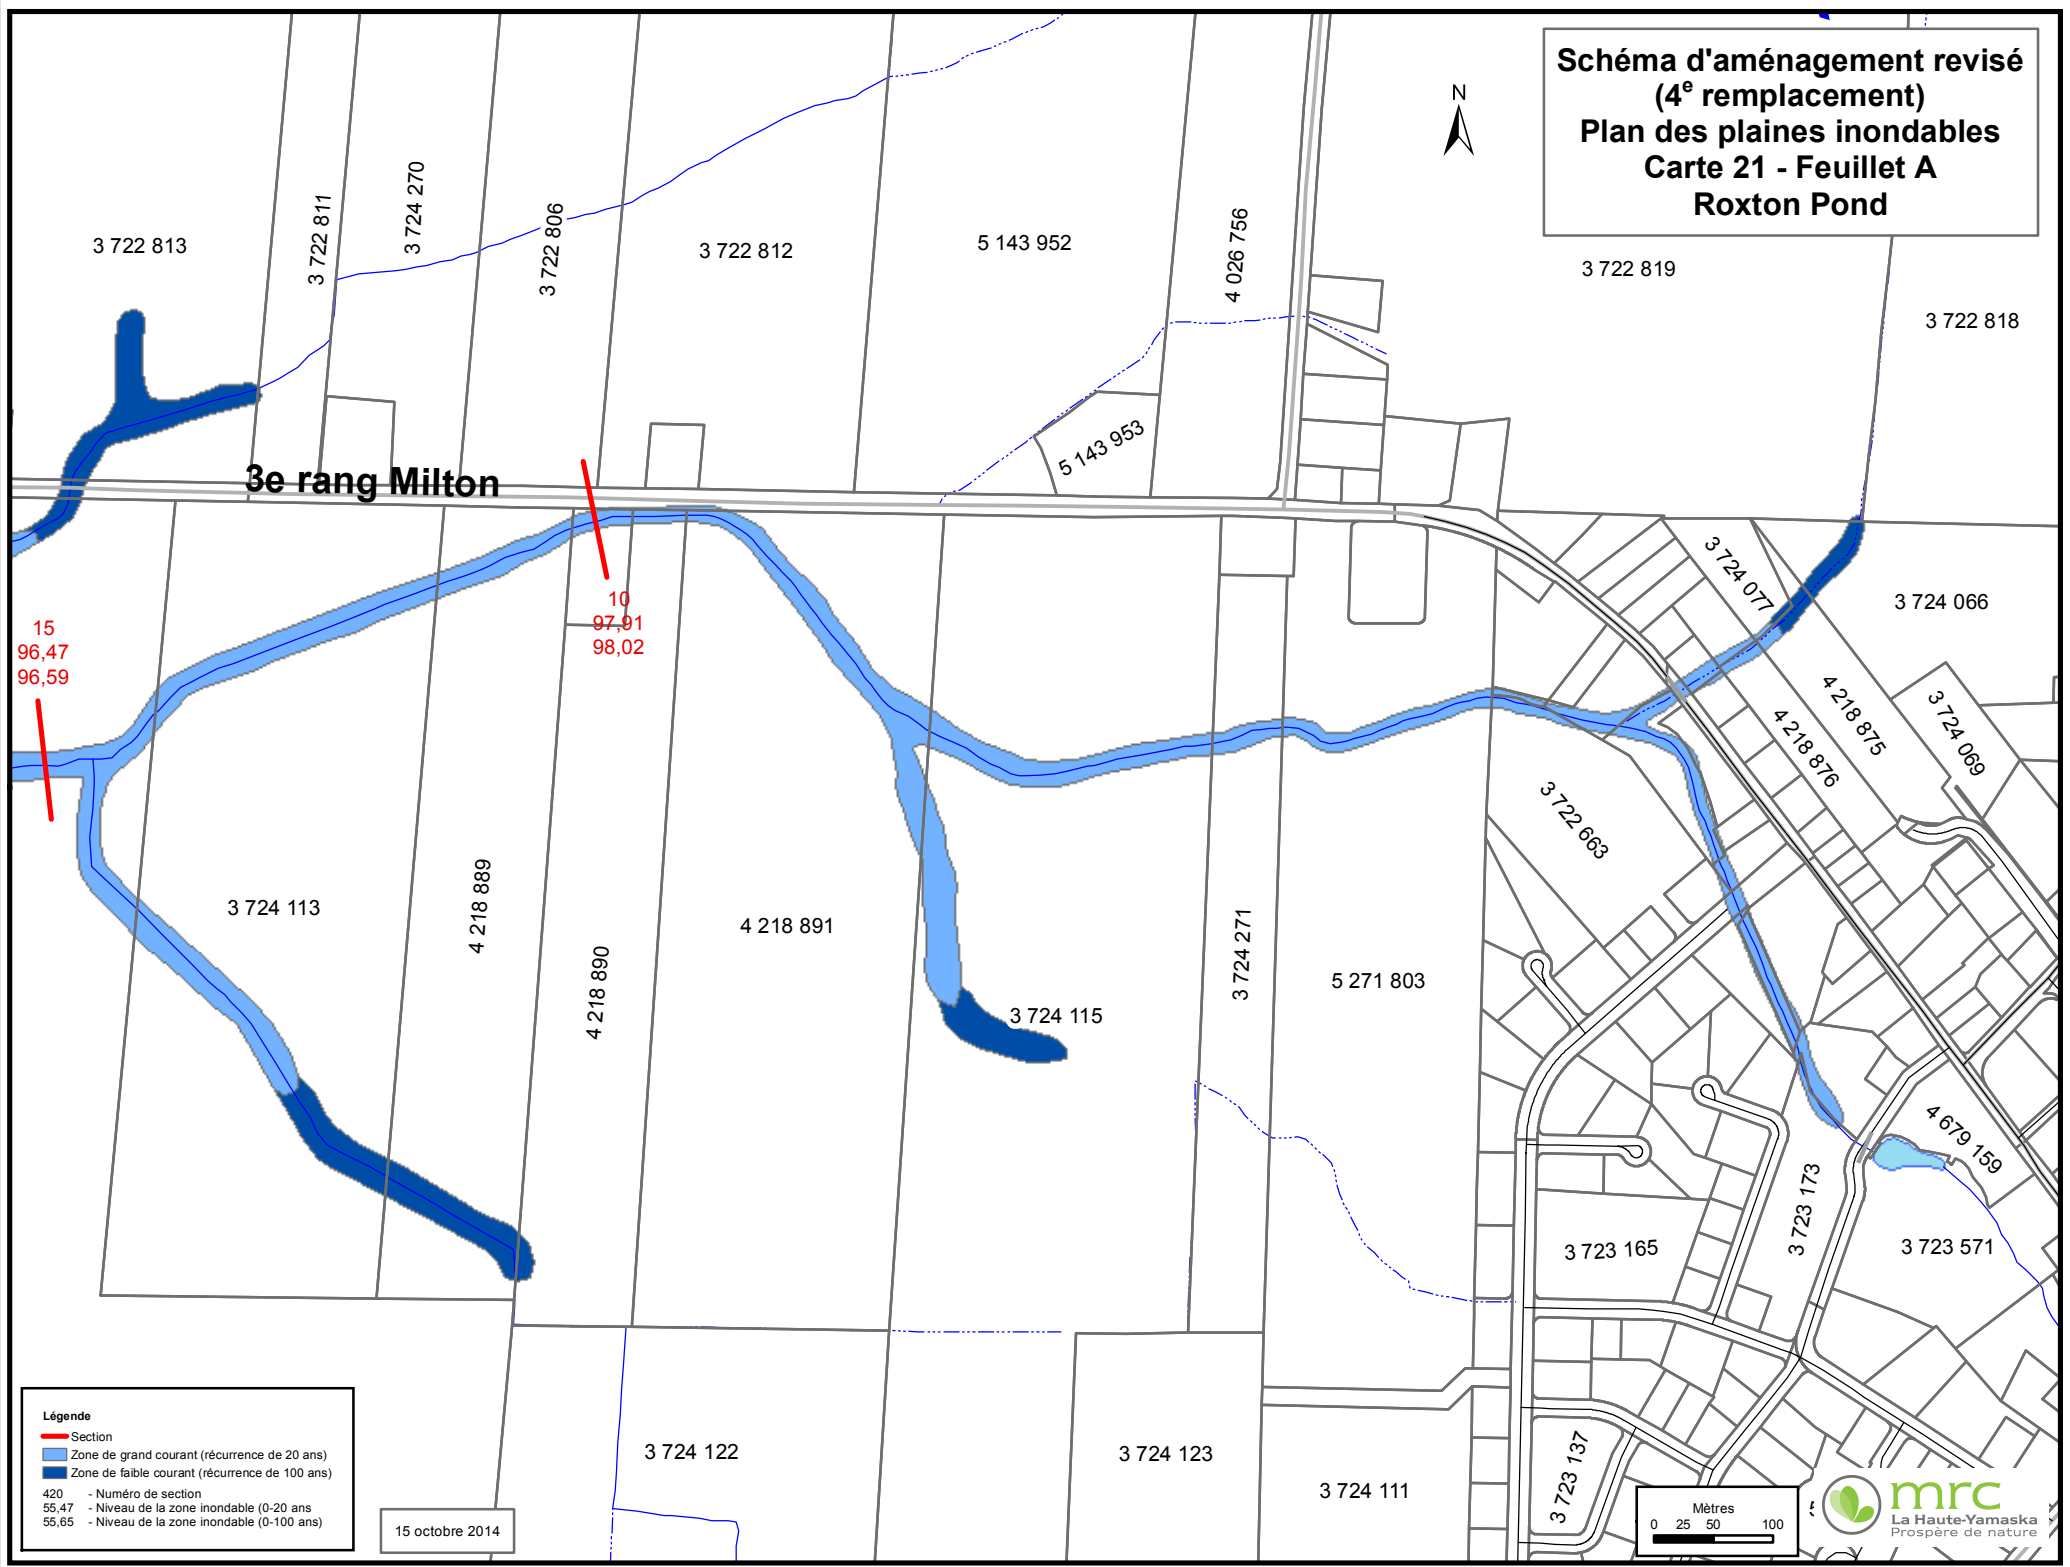 Schéma d'aménagement revisé
(4e remplacement)
Plan des plaines inondables
Carte 21 - Feuillet A
Roxton Pond
N
3 722 813
3 722 811
3 724 270
3 722 806
3 722 812
5 143 952
4 026 756
3 722 819
3 722 818
5 143 953
3e rang Milton
10
97,91
98,02
15
96,47
96,59
3 724 077
3 724 066
4 218 875
3 724 069
4 218 876
3 722 663
3 724 113
4 218 889
4 218 890
4 218 891
3 724 115
3 724 271
5 271 803
4 679 159
3 723 173
3 723 165
3 723 571
3 724 122
3 724 123
3 724 111
3 723 137
5
Légende
Section
Zone de grand courant (récurrence de 20 ans)
Zone de faible courant (récurrence de 100 ans)
420 - Numéro de section
55,47 - Niveau de la zone inondable (0-20 ans
55,65 - Niveau de la zone inondable (0-100 ans)
15 octobre 2014
Mètres
0 25 50 100
mrc
La Haute-Yamaska
Prospère de nature